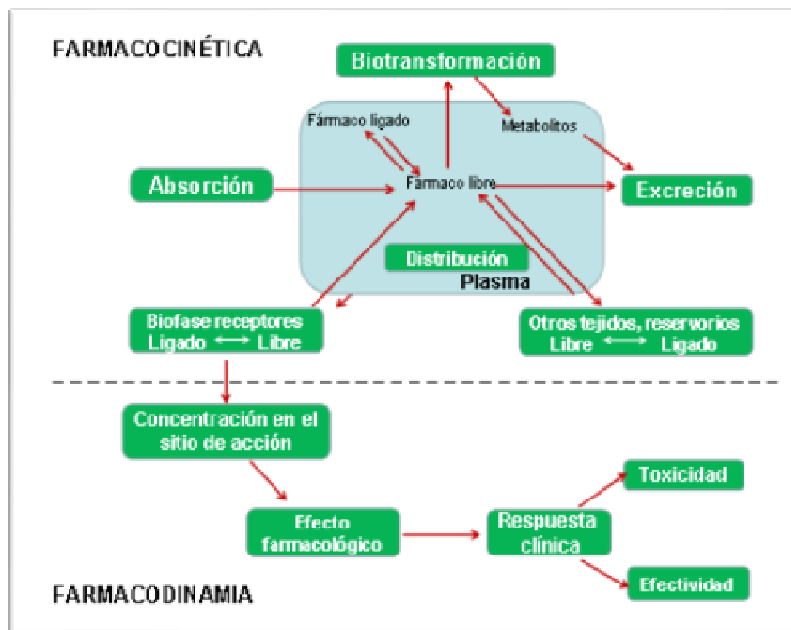 FARMACOCINÉTICA
Biotransformación
Fármaco ligado
Metabolitos
Absorción
Fármaco libre
Excreción
Distribución
Plasma
Biofase receptores
Ligado Libre
Otros tejidos, reservorios
Libre Ligado
Concentración en el
sitio de acción
Toxicidad
Efecto
farmacológico
Respuesta
clínica
Efectividad
FARMACODINAMIA